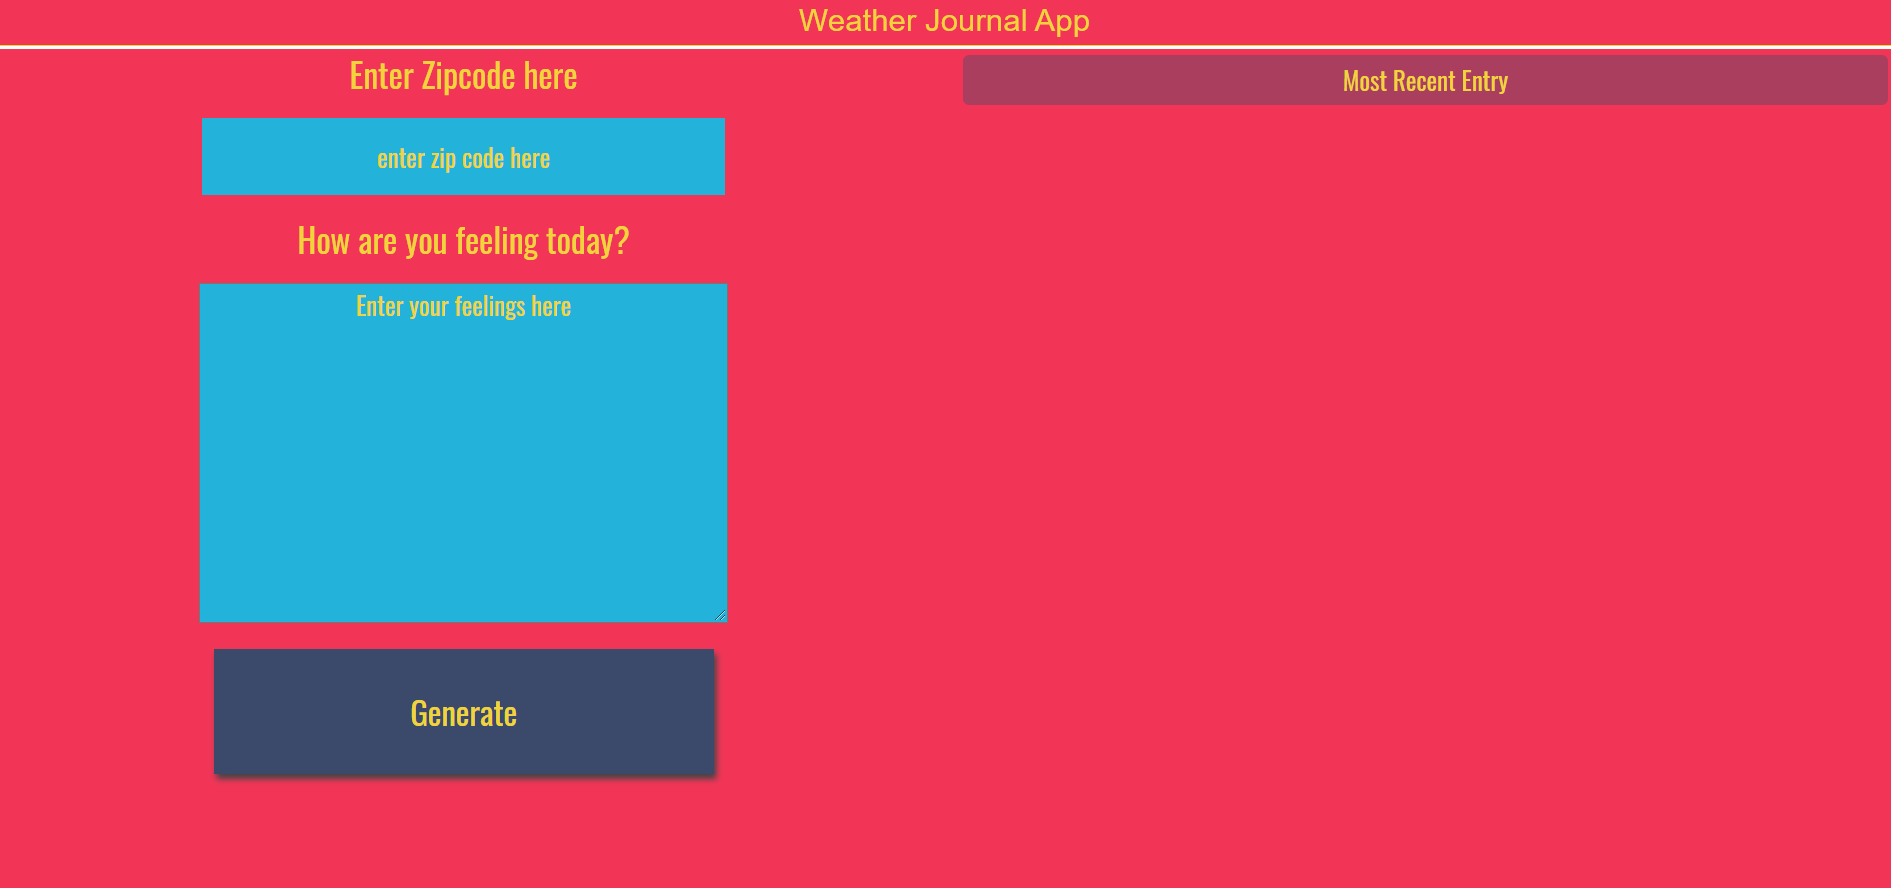 Weather Journal App
Enter Zipcode here
enter zip code here
How are you feeling today?
Enter your feelings here
Generate
Most Recent Entry